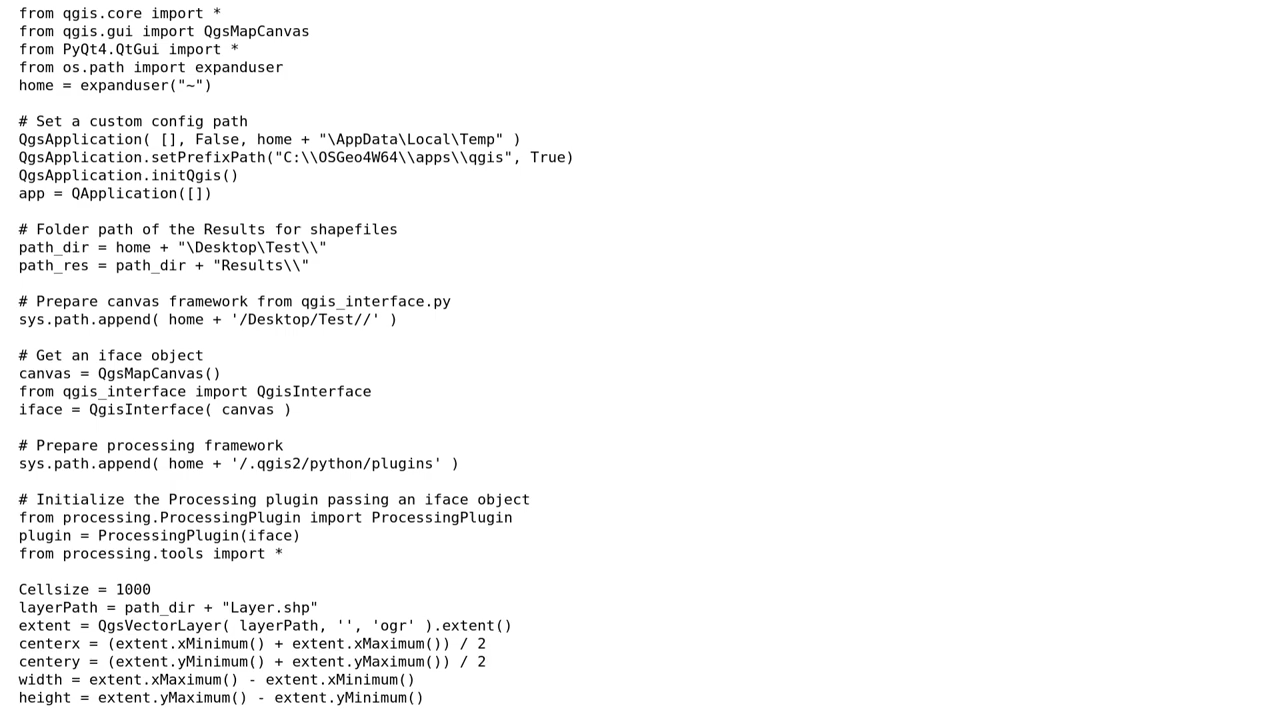 from qgis.core import *
from qgis.gui import QgsMapCanvas
from PyQt4.QtGui import *
from os.path import expanduser
home = expanduser("~")

# Set a custom config path
QgsApplication( [], False, home + "\AppData\Local\Temp" )
QgsApplication.setPrefixPath("C:\\OSGeo4W64\\apps\\qgis", True)
QgsApplication.initQgis()
app = QApplication([])

# Folder path of the Results for shapefiles
path_dir = home + "\Desktop\Test\\"
path_res = path_dir + "Results\\"

# Prepare canvas framework from qgis_interface.py
sys.path.append( home + '/Desktop/Test//' )

# Get an iface object
canvas = QgsMapCanvas()
from qgis_interface import QgisInterface
iface = QgisInterface( canvas )

# Prepare processing framework
sys.path.append( home + '/.qgis2/python/plugins' )

# Initialize the Processing plugin passing an iface object
from processing.ProcessingPlugin import ProcessingPlugin
plugin = ProcessingPlugin(iface)
from processing.tools import *

Cellsize = 1000
layerPath = path_dir + "Layer.shp"
extent = QgsVectorLayer( layerPath, '', 'ogr' ).extent()
centerx = (extent.xMinimum() + extent.xMaximum()) / 2
centery = (extent.yMinimum() + extent.yMaximum()) / 2
width = extent.xMaximum() - extent.xMinimum()
height = extent.yMaximum() - extent.yMinimum()